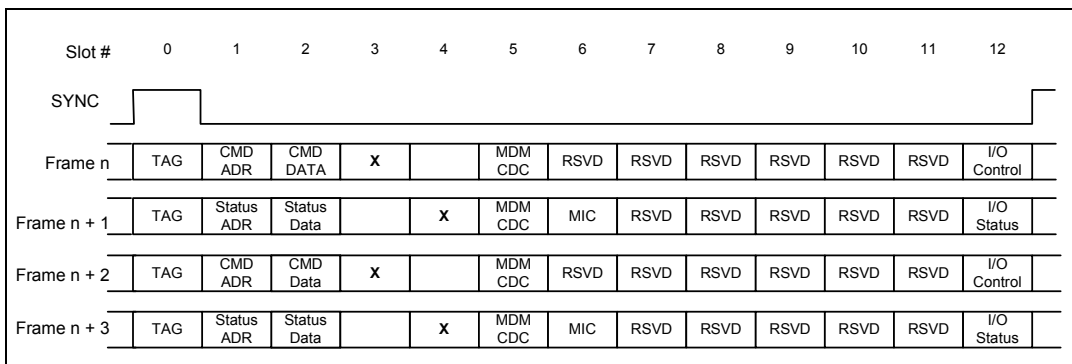 Slot # 0 1 2 3 4 5 6 7 8 9 10 11 12
SYNC
Frame n TAG CMD ADR CMD DATA X MDM CDC RSVD RSVD RSVD RSVD RSVD RSVD I/O Control
Frame n + 1 TAG Status ADR Status Data X MDM CDC MIC RSVD RSVD RSVD RSVD RSVD I/O Status
Frame n + 2 TAG CMD ADR CMD Data X MDM CDC RSVD RSVD RSVD RSVD RSVD RSVD I/O Control
Frame n + 3 TAG Status ADR Status Data X MDM CDC MIC RSVD RSVD RSVD RSVD RSVD I/O Status